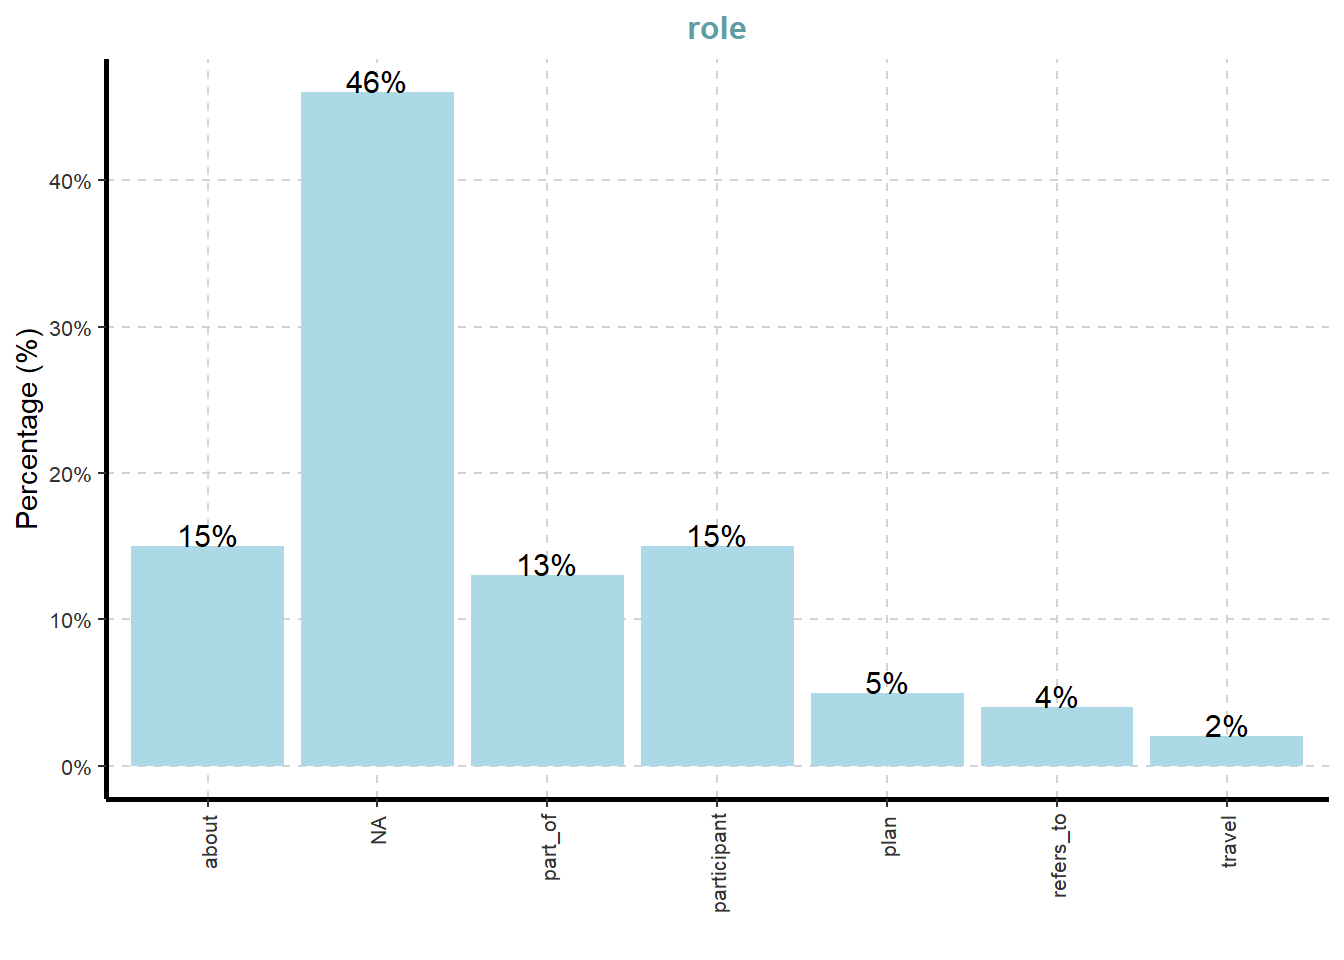 role
46%
40%
30%
20%
15%
15%
13%
10%
5%
4%
2%
0%
Percentage (%)
about
NA
part_of
participant
plan
refers_to
travel